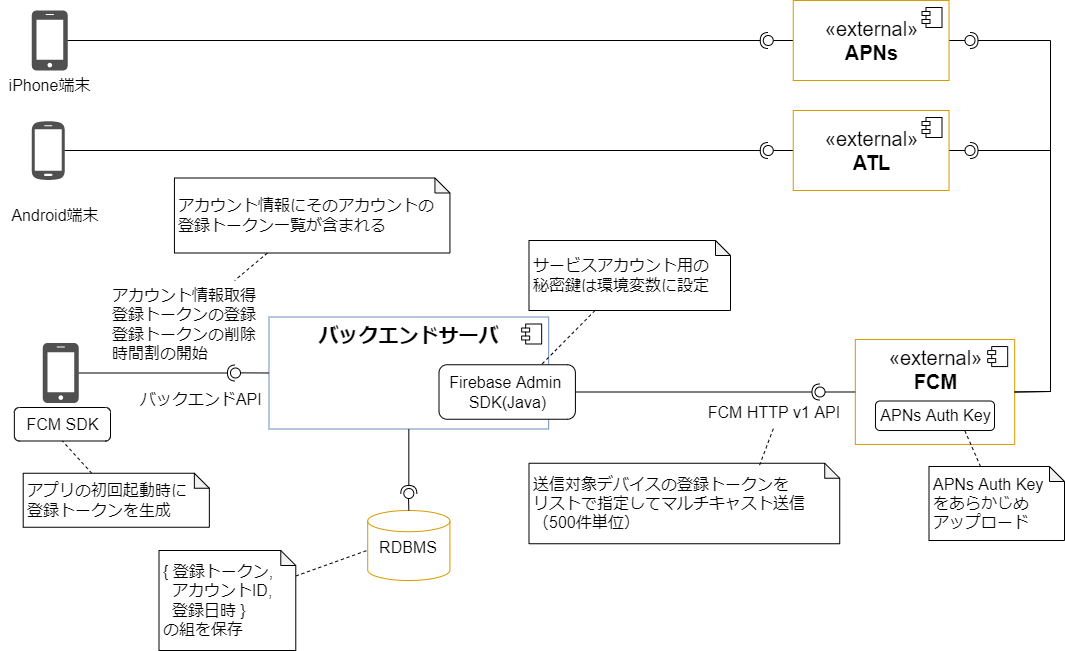 «external»
APNs
iPhone端末
«external»
ATL
Android端末
アカウント情報にそのアカウントの
登録トークン一覧が含まれる
サービスアカウント用の
秘密鍵は環境変数に設定
アカウント情報取得
登録トークンの登録
登録トークンの削除
時間割の開始
バックエンドAPI
バックエンドサーバ
Firebase Admin
SDK(Java)
FCM HTTP v1 API
«external»
FCM
APNs Auth Key
FCM SDK
アプリの初回起動時に
登録トークンを生成
送信対象デバイスの登録トークンを
リストで指定してマルチキャスト送信
（500件単位）
APNs Auth Key
をあらかじめ
アップロード
RDBMS
{ 登録トークン,
アカウントID,
登録日時 }
の組を保存